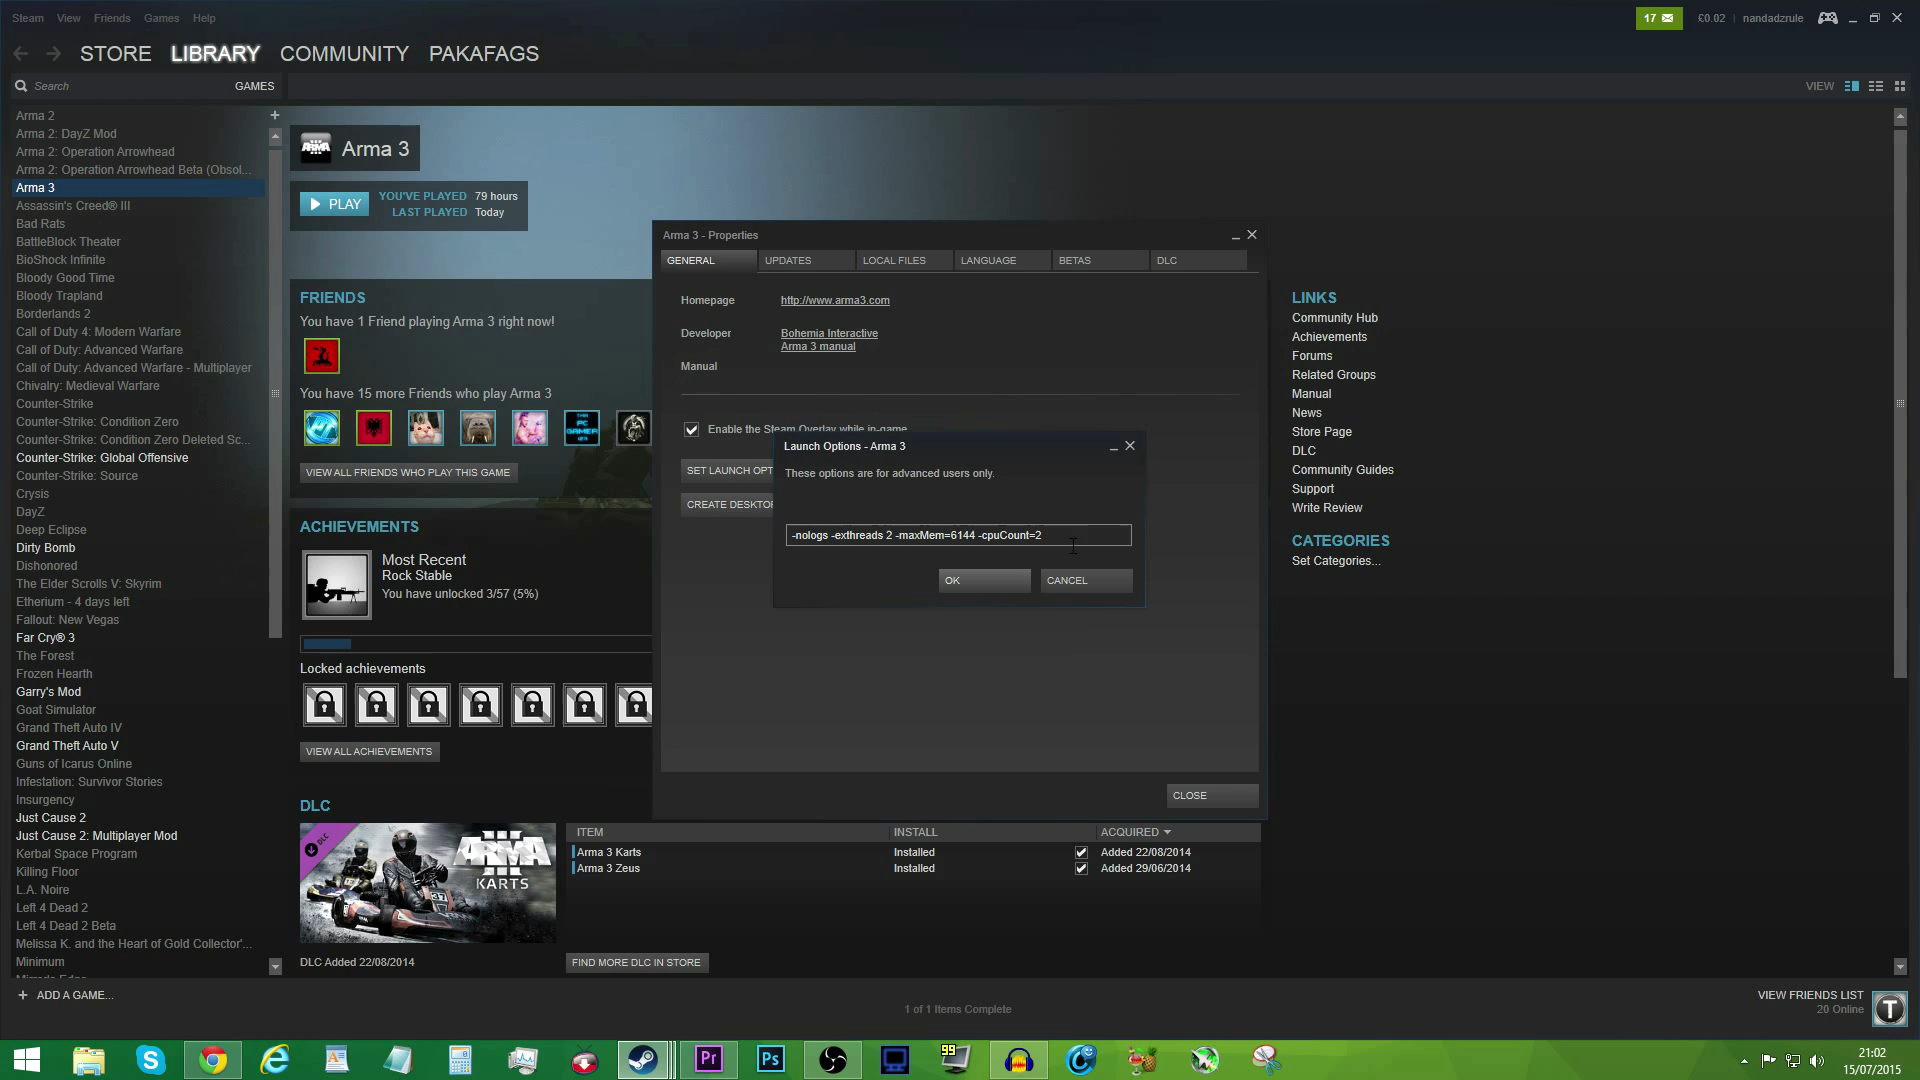 Steam View Friends Games Help
17
£0.02 nandadzrule
STORE LIBRARY COMMUNITY PAKAFAGS
Search GAMES
VIEW
Arma 2
Arma 2: DayZ Mod
Arma 2: Operation Arrowhead
Arma 2: Operation Arrowhead Beta (Obsol...
Arma 3
Assassin's Creed® III
Bad Rats
BattleBlock Theater
BioShock Infinite
Bloody Good Time
Bloody Trapland
Borderlands 2
Call of Duty 4: Modern Warfare
Call of Duty: Advanced Warfare
Call of Duty: Advanced Warfare - Multiplayer
Chivalry: Medieval Warfare
Counter-Strike
Counter-Strike: Condition Zero
Counter-Strike: Condition Zero Deleted Sc...
Counter-Strike: Global Offensive
Counter-Strike: Source
Crysis
DayZ
Deep Eclipse
Dirty Bomb
Dishonored
The Elder Scrolls V: Skyrim
Etherium - 4 days left
Fallout: New Vegas
Far Cry® 3
The Forest
Frozen Hearth
Garry's Mod
Goat Simulator
Grand Theft Auto IV
Grand Theft Auto V
Guns of Icarus Online
Infestation: Survivor Stories
Insurgency
Just Cause 2
Just Cause 2: Multiplayer Mod
Kerbal Space Program
Killing Floor
L.A. Noire
Left 4 Dead 2
Left 4 Dead 2 Beta
Melissa K. and the Heart of Gold Collector'...
Minimum
ADD A GAME...
ARMA
Arma 3
PLAY
YOU'VE PLAYED 79 hours
LAST PLAYED Today
FRIENDS
You have 1 Friend playing Arma 3 right now!
You have 15 more Friends who play Arma 3
VIEW ALL FRIENDS WHO PLAY THIS GAME
ACHIEVEMENTS
Most Recent
Rock Stable
You have unlocked 3/57 (5%)
Locked achievements
VIEW ALL ACHIEVEMENTS
DLC
DLC
ARMA III
KARTS
37
DLC Added 22/08/2014
ITEM INSTALL ACQUIRED
Arma 3 Karts Installed Added 22/08/2014
Arma 3 Zeus Installed Added 29/06/2014
FIND MORE DLC IN STORE
Arma 3 - Properties
GENERAL UPDATES LOCAL FILES LANGUAGE BETAS DLC
Homepage http://www.arma3.com
Developer Bohemia Interactive
Arma 3 manual
Manual
Enable the Steam Overlay while in-game
SET LAUNCH OPT
CREATE DESKTOP
Launch Options - Arma 3
These options are for advanced users only.
-nologs -exthreads 2 -maxMem=6144 -cpuCount=2
OK CANCEL
CLOSE
LINKS
Community Hub
Achievements
Forums
Related Groups
Manual
News
Store Page
DLC
Community Guides
Support
Write Review
CATEGORIES
Set Categories...
1 of 1 Items Complete
VIEW FRIENDS LIST
20 Online
T
Pr Ps 99
21:02
15/07/2015